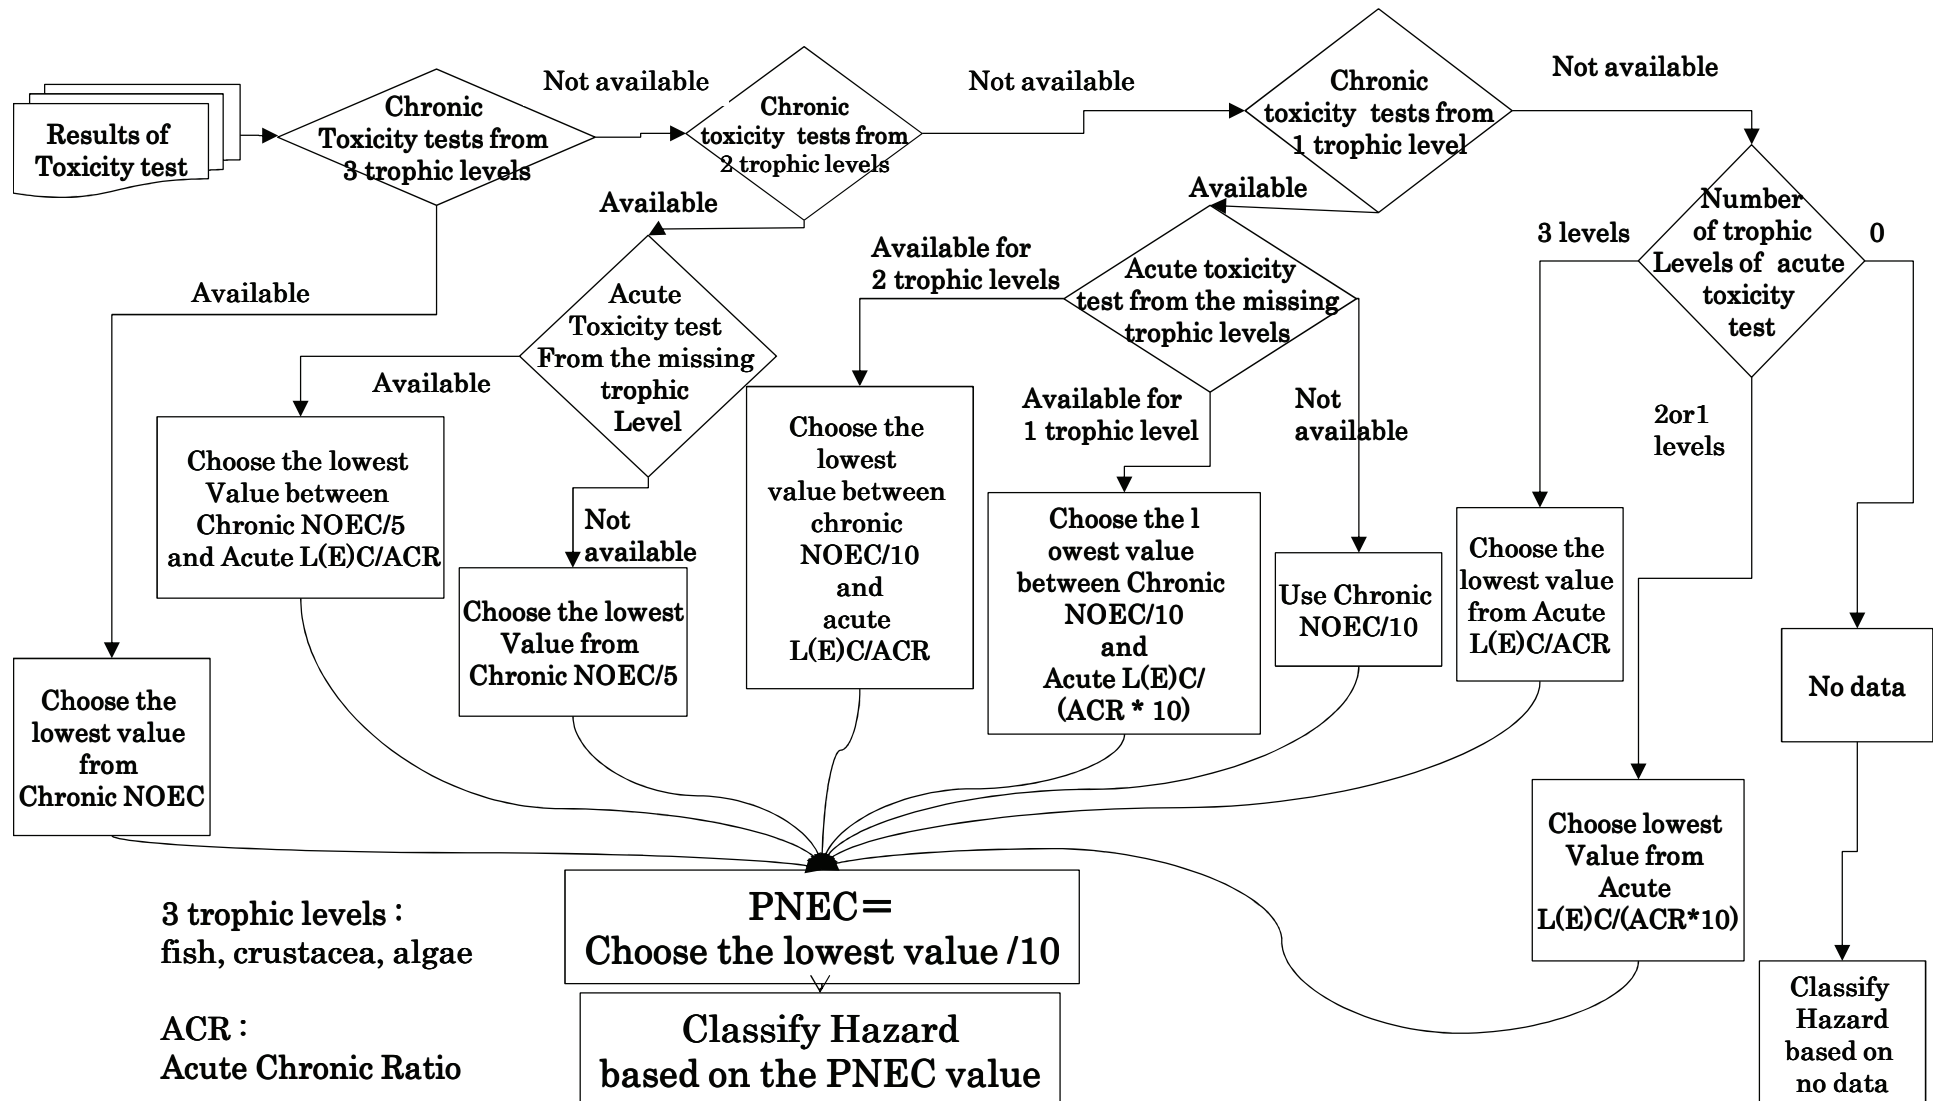 Results of
Toxicity test
Chronic
Toxicity tests from
3 trophic levels
Not available
Chronic
toxicity tests from
2 trophic levels
Not available
Chronic
toxicity tests from
1 trophic level
Not available
Number
of trophic
Levels of acute
toxicity
test
3 levels
0
2or1
levels
Available
Available
Available
Acute
Toxicity test
From the missing
trophic
Level
Available
Not
available
Available for
2 trophic levels
Acute toxicity
test from the missing
trophic levels
Available for
1 trophic level
Not
available
Choose the
lowest value
from
Chronic NOEC
Choose the lowest
Value between
Chronic NOEC/5
and Acute L(E)C/ACR
Choose the lowest
Value from
Chronic NOEC/5
Choose the
lowest
value between
chronic
NOEC/10
and
acute
L(E)C/ACR
Choose the l
owest value
between Chronic
NOEC/10
and
Acute L(E)C/
(ACR * 10)
Use Chronic
NOEC/10
Choose the
lowest value
from Acute
L(E)C/ACR
Choose lowest
Value from
Acute
L(E)C/(ACR*10)
No data
Classify
Hazard
based on
no data
PNEC=
Choose the lowest value /10
Classify Hazard
based on the PNEC value
3 trophic levels :
fish, crustacea, algae
ACR :
Acute Chronic Ratio